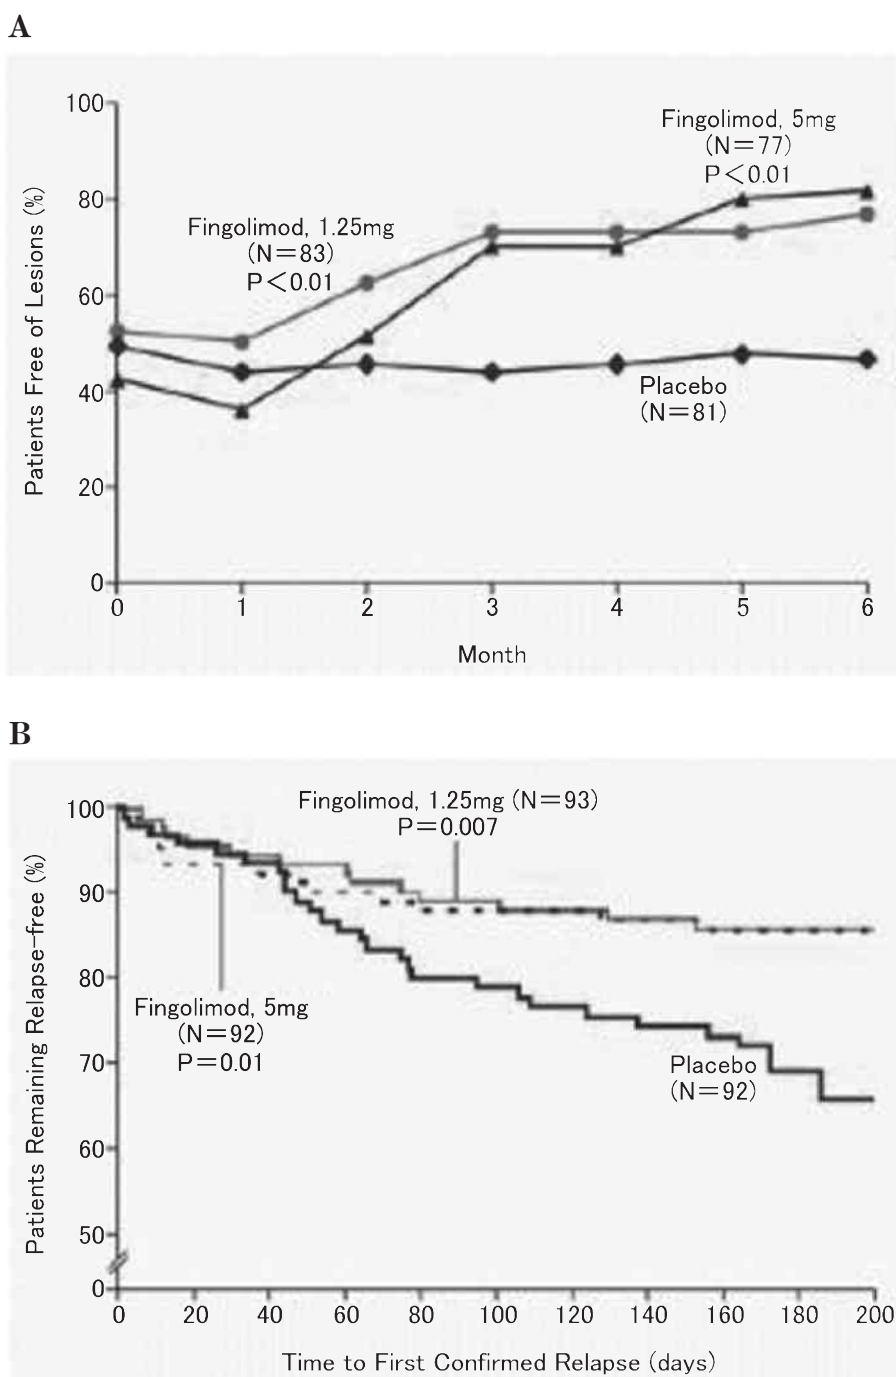 A
Patients Free of Lesions (%)
100
80
60
40
20
0
Fingolimod, 5mg
(N=77)
P<0.01
Fingolimod, 1.25mg
(N=83)
P<0.01
Placebo
(N=81)
0 1 2 3 4 5 6
Month
B
Patients Remaining Relapse-free (%)
100
90
80
70
60
50
0
Fingolimod, 1.25mg (N=93)
P=0.007
Fingolimod, 5mg
(N=92)
P=0.01
Placebo
(N=92)
0 20 40 60 80 100 120 140 160 180 200
Time to First Confirmed Relapse (days)